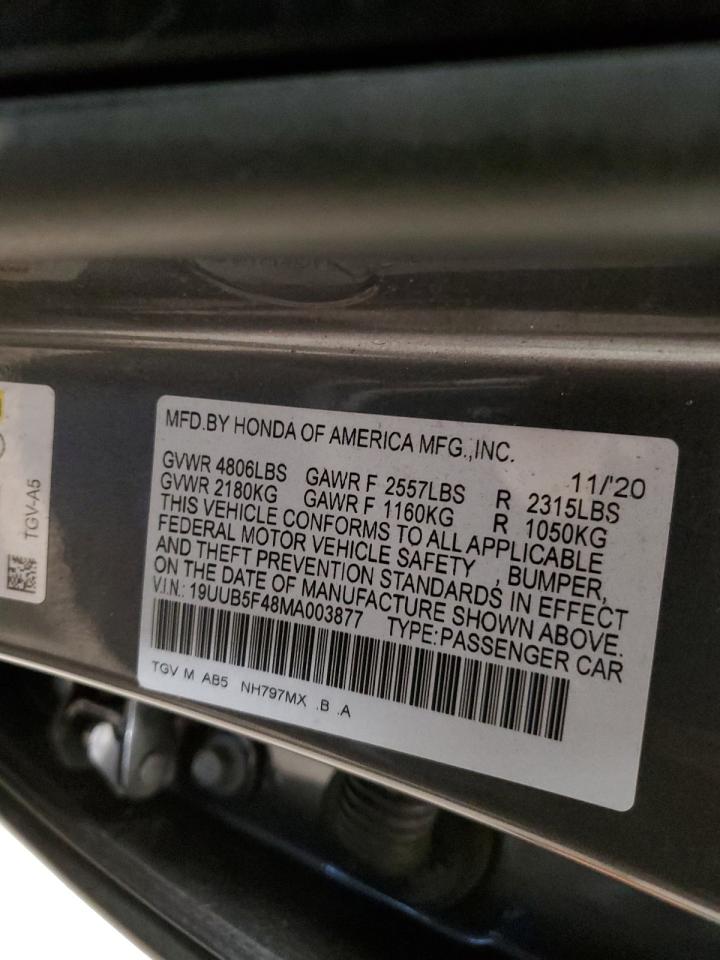 MFD.BY HONDA OF AMERICA MFG.,INC.
11/'20
GVWR 4806LBS GAWR F 2557LBS R 2315LBS
GVWR 2180KG GAWR F 1160KG R 1050KG
THIS VEHICLE CONFORMS TO ALL APPLICABLE
FEDERAL MOTOR VEHICLE SAFETY , BUMPER,
AND THEFT PREVENTION STANDARDS IN EFFECT
ON THE DATE OF MANUFACTURE SHOWN ABOVE.
V.I.N.: 19UUB5F48MA003877 TYPE:PASSENGER CAR
TGV M AB5 NH797MX .B .A
TGV-A5